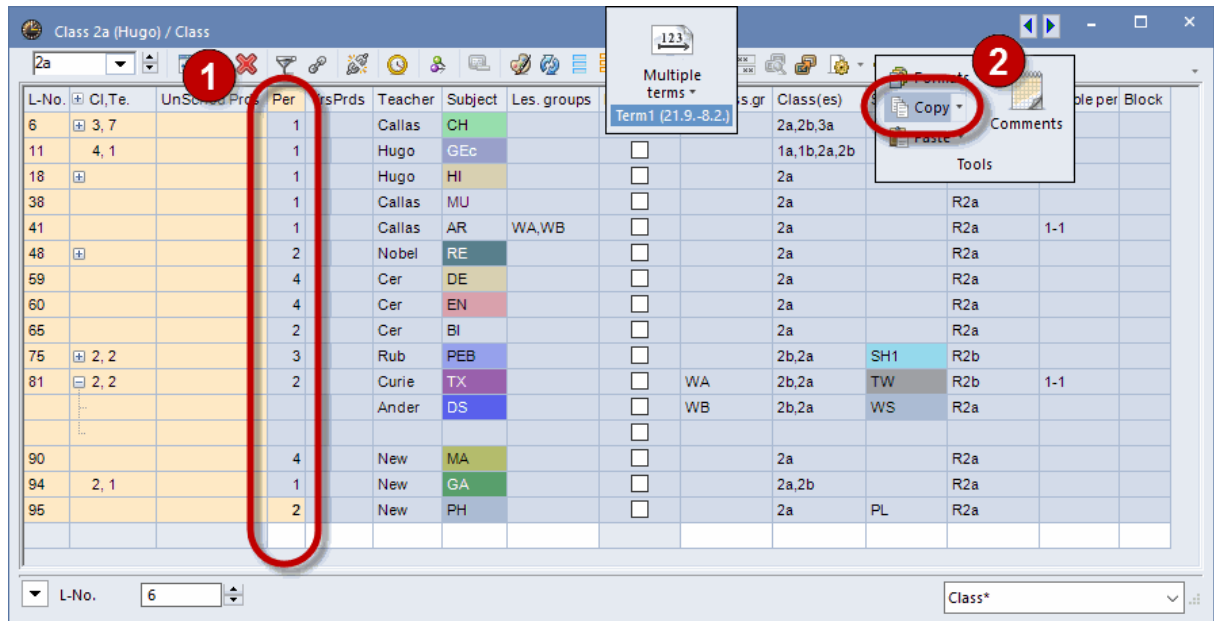 Class 2a (Hugo) / Class
2a
1
2
123
Multiple
terms
Term1 (21.9.-8.2.)
Formats
Copy
Paste
Comments
Tools
L-No. Cl,Te. UnSched Prds Per YrsPrds Teacher Subject Les. groups Class(es) Block
6 3, 7 1 Callas CH 2a,2b,3a
11 4, 1 1 Hugo GEc 1a,1b,2a,2b
18 1 Hugo HI 2a
38 1 Callas MU 2a R2a
41 1 Callas AR WA,WB 2a R2a 1-1
48 2 Nobel RE 2a R2a
59 4 Cer DE 2a R2a
60 4 Cer EN 2a R2a
65 2 Cer BI 2a R2a
75 2, 2 3 Rub PEB 2b,2a SH1 R2b
81 2, 2 2 Curie TX WA 2b,2a TW R2b 1-1
Ander DS WB 2b,2a WS R2a
90 4 New MA 2a R2a
94 2, 1 1 New GA 2a,2b R2a
95 2 New PH 2a PL R2a
L-No. 6 Class*